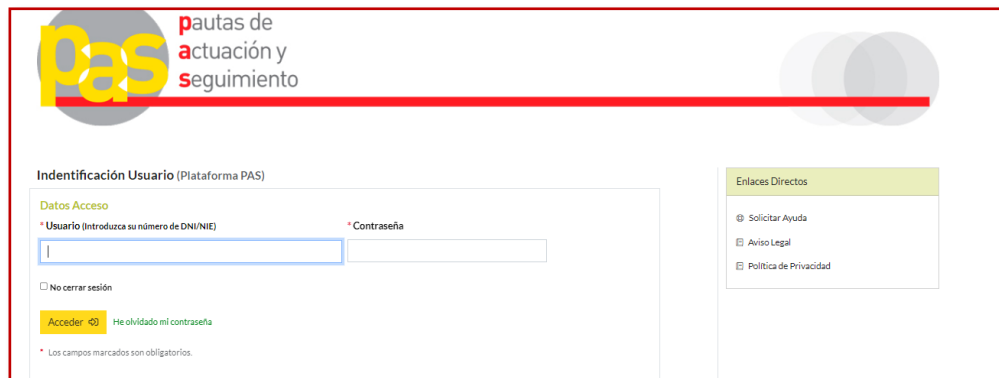 pas
pautas de
actuación y
seguimiento
Indentificación Usuario (Plataforma PAS)
Datos Acceso
* Usuario (Introduzca su número de DNI/NIE)
* Contraseña
No cerrar sesión
Acceder
He olvidado mi contraseña
* Los campos marcados son obligatorios.
Enlaces Directos
Solicitar Ayuda
Aviso Legal
Política de Privacidad